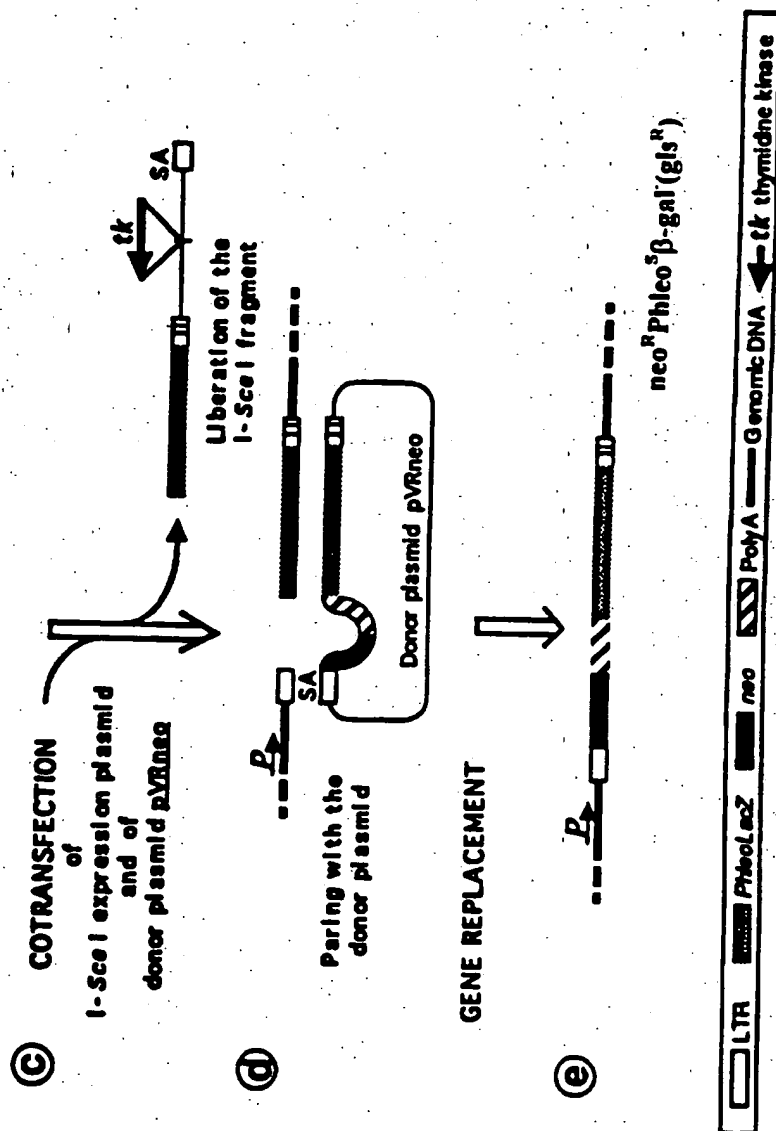 c
COTRANSFECTION
of
I-Sce I expression plasmid
and of
donor plasmid pVRneo
tk
SA
Liberation of the
I-Sce I fragment
d
P
SA
Paring with the
donor plasmid
Donor plasmid pVRneo
GENE REPLACEMENT
e
P
neoᴿPhleoˢβ-gal⁻(glsᴿ)
LTR PhleoLacZ neo PolyA Genomic DNA tk thymidine kinase